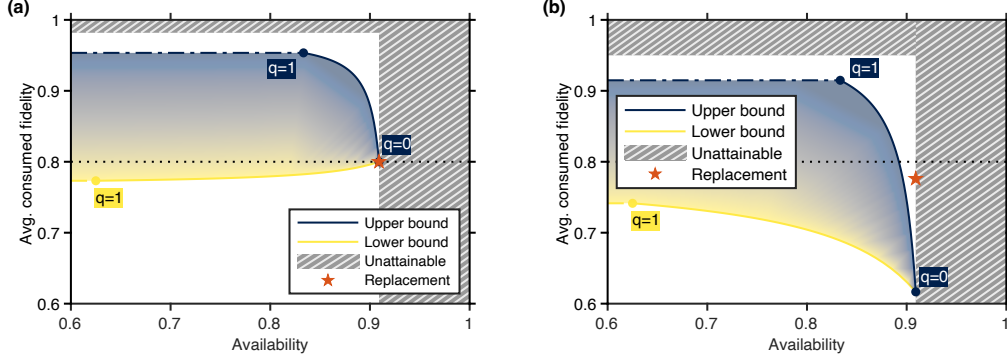 (a)
Avg. consumed fidelity
1
0.9
0.8
0.7
0.6
q=1
q=0
q=1
Upper bound
Lower bound
Unattainable
Replacement
0.6 0.7 0.8 0.9 1
Availability
(b)
Avg. consumed fidelity
1
0.9
0.8
0.7
0.6
q=1
Upper bound
Lower bound
Unattainable
Replacement
q=1
q=0
0.6 0.7 0.8 0.9 1
Availability